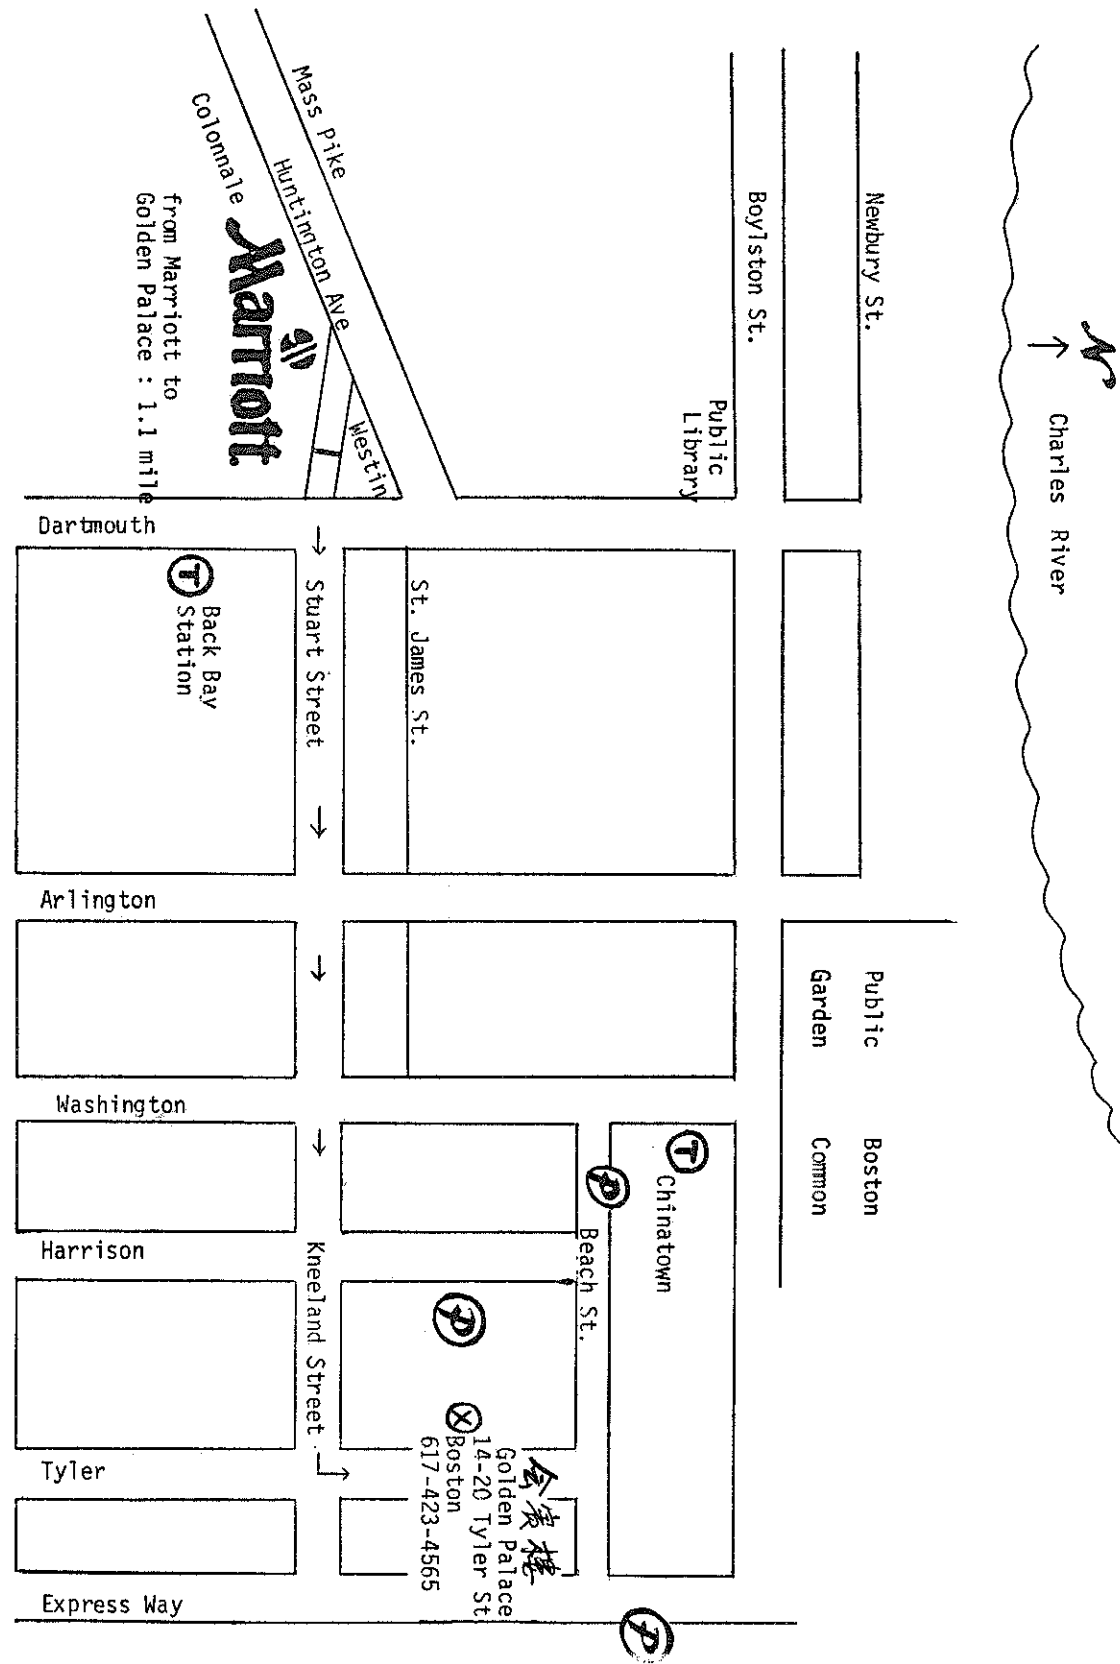 N
Charles River
Newbury St.
Boylston St.
Public
Library
Mass Pike
Huntington Ave
Colonnale
Marriott
Westin
from Marriott to
Golden Palace : 1.1 mile
Dartmouth
T
Back Bay
Station
Stuart Street
St. James St.
Arlington
Public
Garden
Boston
Common
Washington
T
Chinatown
P
Beach St.
Harrison
Kneeland Street
P
X
Golden Palace
14-20 Tyler St
Boston
617-423-4565
Tyler
Express Way
P